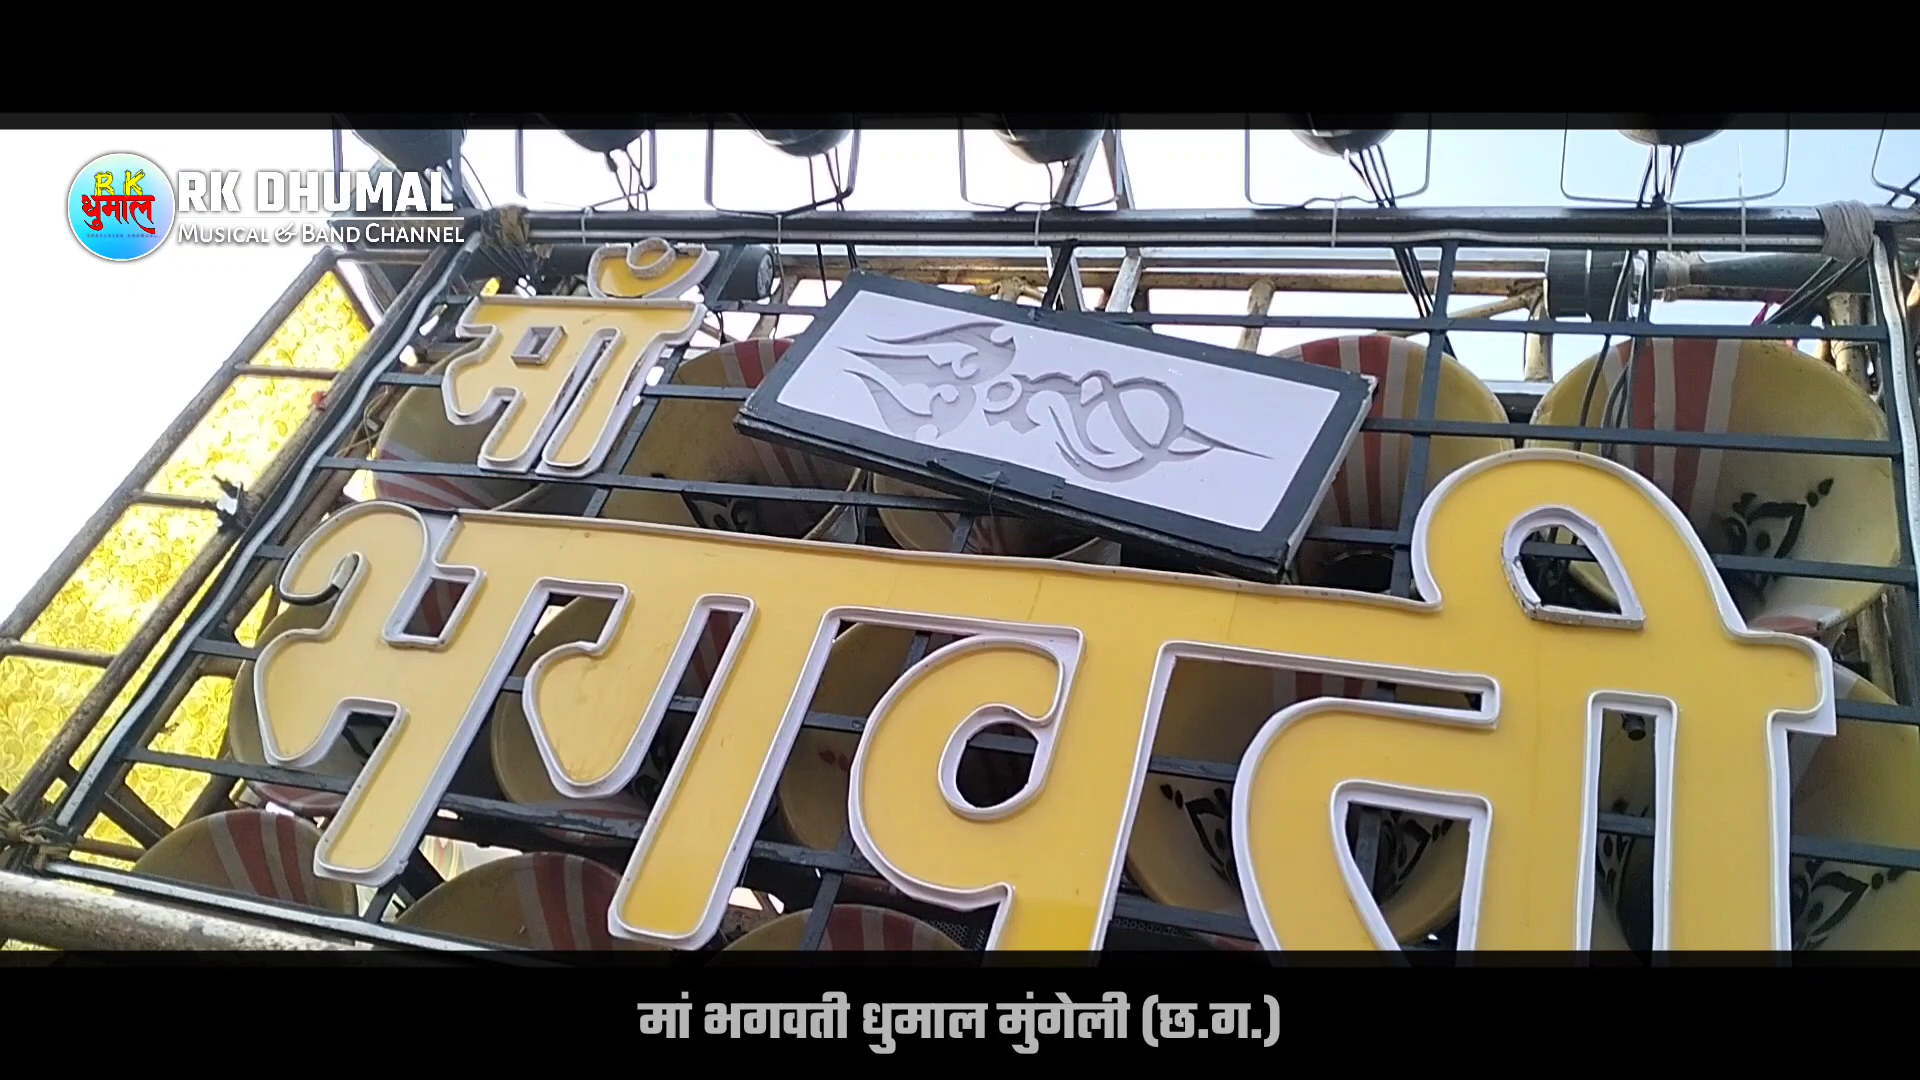 RK
धुमाल
RK DHUMAL
MUSICAL & BAND CHANNEL
माँ
भगवती
मां भगवती धुमाल मुंगेली (छ.ग.)